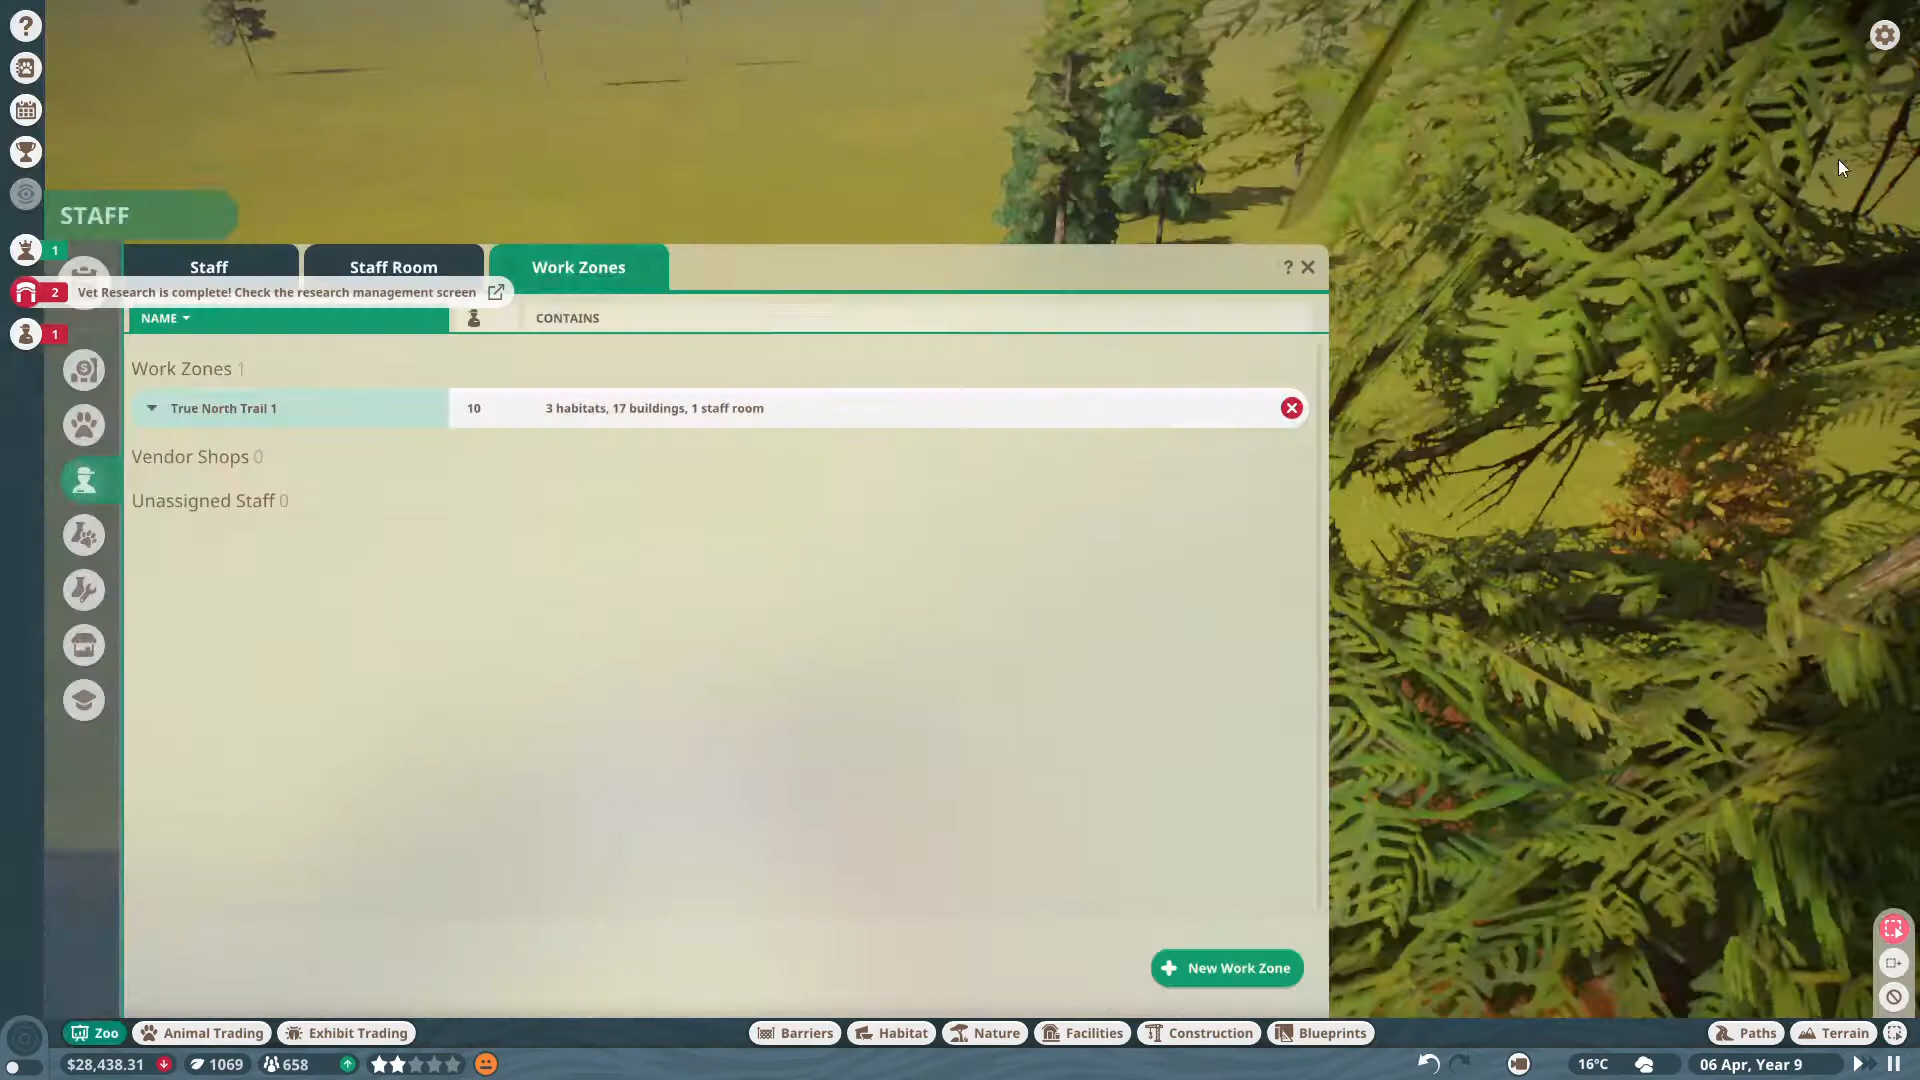 STAFF
Staff
Staff Room
Work Zones
?
1
2
Vet Research is complete! Check the research management screen
1
NAME
CONTAINS
Work Zones 1
True North Trail 1
10
3 habitats, 17 buildings, 1 staff room
Vendor Shops 0
Unassigned Staff 0
New Work Zone
Zoo
Animal Trading
Exhibit Trading
Barriers
Habitat
Nature
Facilities
Construction
Blueprints
Paths
Terrain
$28,438.31
1069
658
16°C
06 Apr, Year 9